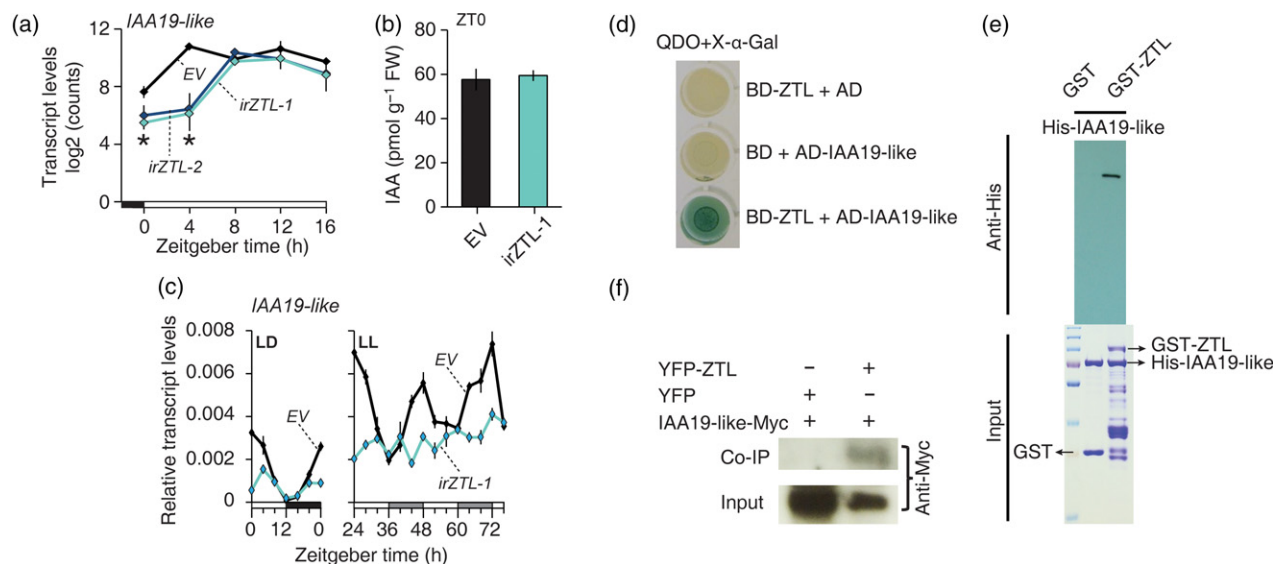 (a)
IAA19-like
Transcript levels
log2 (counts)
12
8
4
0
EV
irZTL-1
irZTL-2
*
*
0 4 8 12 16
Zeitgeber time (h)
(b)
ZT0
IAA (pmol g⁻¹ FW)
80
60
40
20
0
EV
irZTL-1
(c)
IAA19-like
Relative transcript levels
0.008
0.006
0.004
0.002
0
LD
EV
LL
EV
irZTL-1
0 12 0
24 36 48 60 72
Zeitgeber time (h)
(d)
QDO+X-α-Gal
BD-ZTL + AD
BD + AD-IAA19-like
BD-ZTL + AD-IAA19-like
(e)
GST
GST-ZTL
His-IAA19-like
Anti-His
Input
GST-ZTL
His-IAA19-like
GST
(f)
YFP-ZTL − +
YFP + −
IAA19-like-Myc + +
Co-IP
Input
Anti-Myc